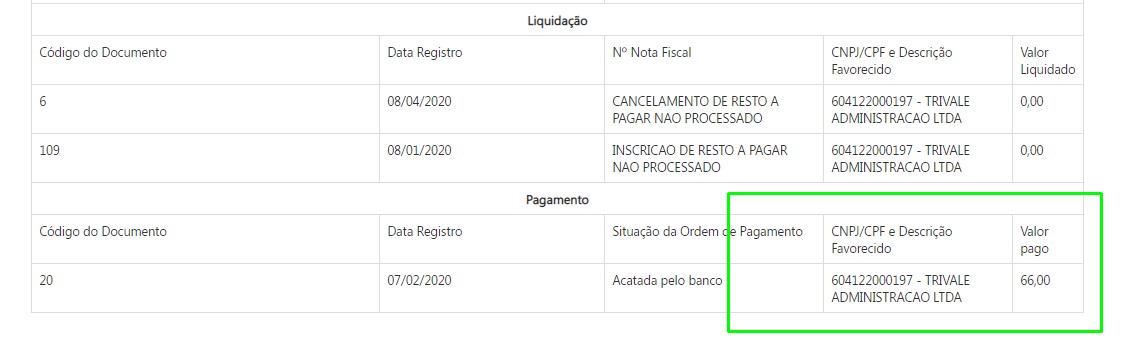 Liquidação
Código do Documento Data Registro Nº Nota Fiscal CNPJ/CPF e Descrição Favorecido Valor Liquidado
6 08/04/2020 CANCELAMENTO DE RESTO A PAGAR NAO PROCESSADO 604122000197 - TRIVALE ADMINISTRACAO LTDA 0,00
109 08/01/2020 INSCRICAO DE RESTO A PAGAR NAO PROCESSADO 604122000197 - TRIVALE ADMINISTRACAO LTDA 0,00
Pagamento
Código do Documento Data Registro Situação da Ordem de Pagamento CNPJ/CPF e Descrição Favorecido Valor pago
20 07/02/2020 Acatada pelo banco 604122000197 - TRIVALE ADMINISTRACAO LTDA 66,00